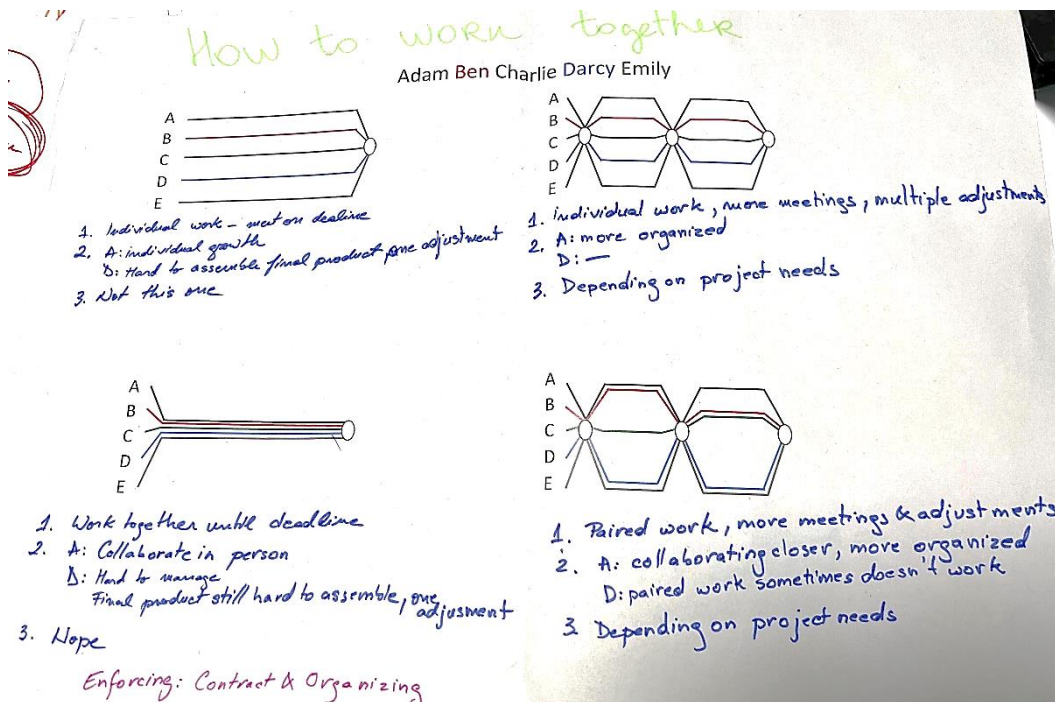 How to work together
Adam Ben Charlie Darcy Emily
A
B
C
D
E
1. Individual work – meet on dealine
2. A: individual growth
D: Hard to assemble final product, one adjustment
3. Not this one
A
B
C
D
E
1. Individual work, more meetings, multiple adjustments
2. A: more organized
D: —
3. Depending on project needs
A
B
C
D
E
1. Work together until deadline
2. A: Collaborate in person
D: Hard to manage
Final product still hard to assemble, one
adjusment
3. Nope
A
B
C
D
E
1. Paired work, more meetings & adjustments
2. A: collaborating closer, more organized
D: paired work sometimes doesn't work
3. Depending on project needs
Enforcing: Contract & Organizing